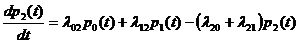 dp₂(t)/dt = λ₀₂p₀(t) + λ₁₂p₁(t) − (λ₂₀ + λ₂₁)p₂(t)